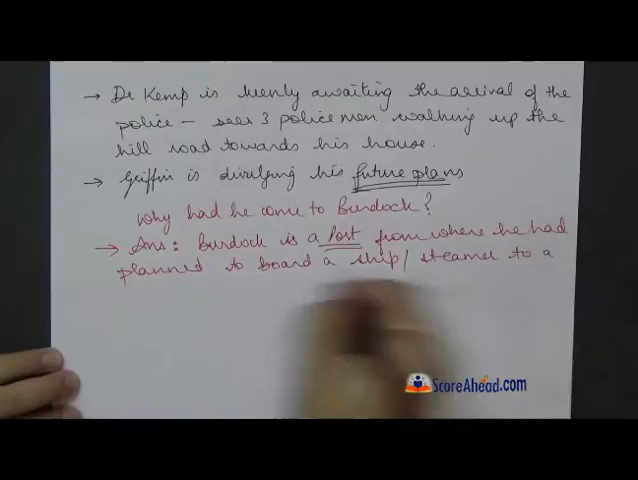 → Dr Kemp is keenly awaiting the arrival of the
police - sees 3 police men walking up the
hill road towards his house.
→ Griffin is divulging his future plans
Why had he come to Burdock?
→ Ans: Burdock is a Port from where he had
planned to board a ship/ steamer to a
ScoreAhead.com